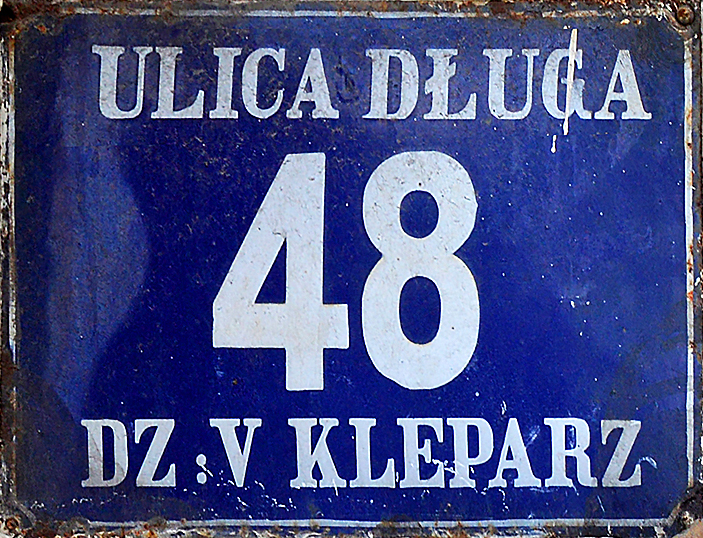 ULICA DŁUGA
48
DZ: V KLEPARZ